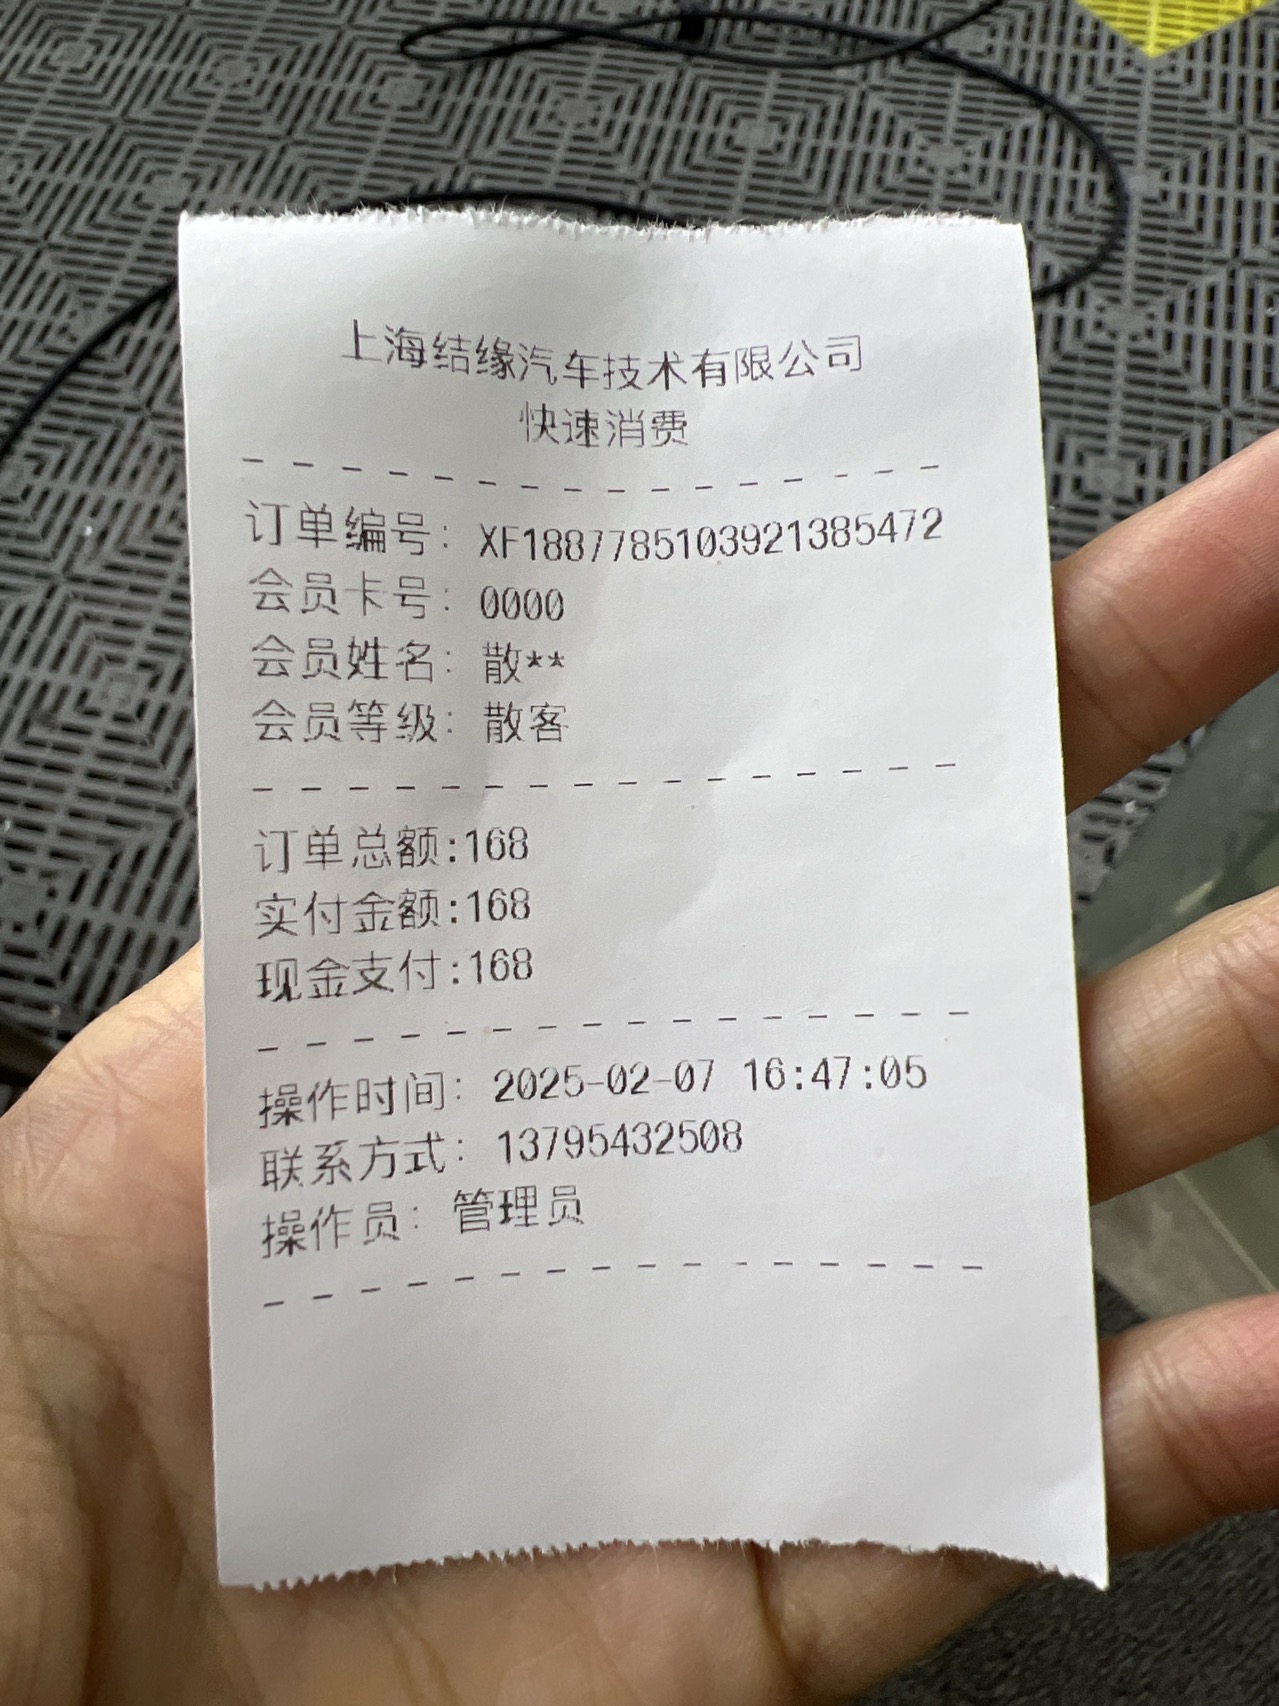 上海结缘汽车技术有限公司
快速消费
- - - - - - - - - - - - - - - -
订单编号: XF1887785103921385472
会员卡号: 0000
会员姓名: 散**
会员等级: 散客
- - - - - - - - - - - - - - - -
订单总额:168
实付金额:168
现金支付:168
- - - - - - - - - - - - - - - -
操作时间: 2025-02-07 16:47:05
联系方式: 13795432508
操作员: 管理员
- - - - - - - - - - - - - - - -